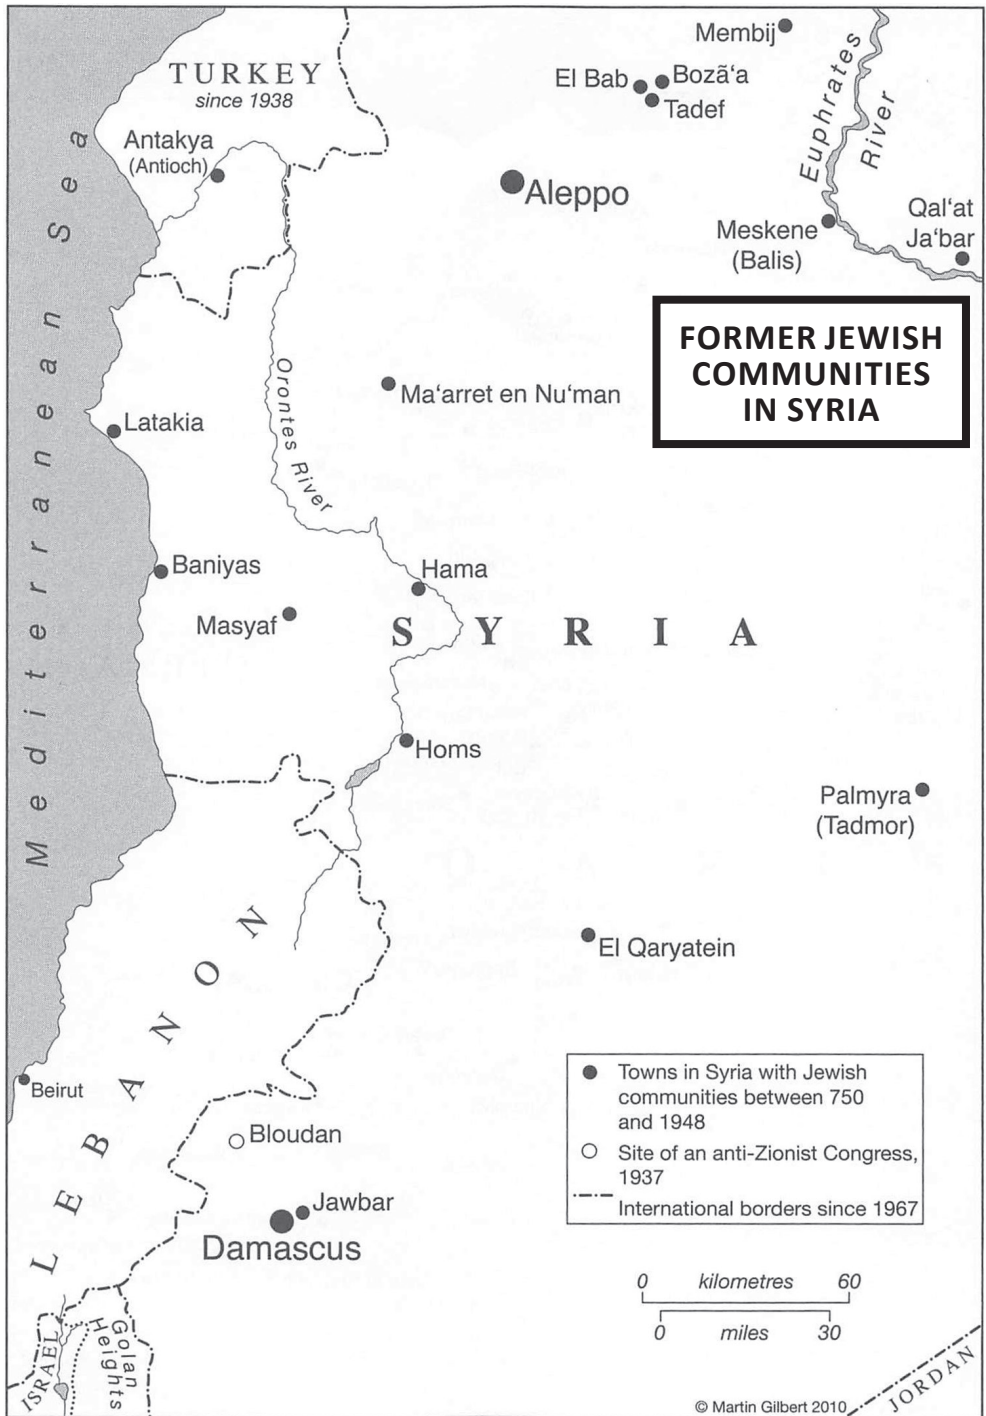 Membij
TURKEY
since 1938
El Bab
Bozã‘a
Tadef
Euphrates
River
Antakya
(Antioch)
Aleppo
Meskene
(Balis)
Qal‘at
Ja‘bar
Mediterranean Sea
FORMER JEWISH
COMMUNITIES
IN SYRIA
Orontes River
Ma‘arret en Nu‘man
Latakia
Baniyas
Hama
Masyaf
SYRIA
Homs
Palmyra
(Tadmor)
El Qaryatein
LEBANON
Beirut
Bloudan
Jawbar
Damascus
Towns in Syria with Jewish
communities between 750
and 1948
Site of an anti-Zionist Congress,
1937
International borders since 1967
0 kilometres 60
0 miles 30
ISRAEL
Golan
Heights
JORDAN
© Martin Gilbert 2010